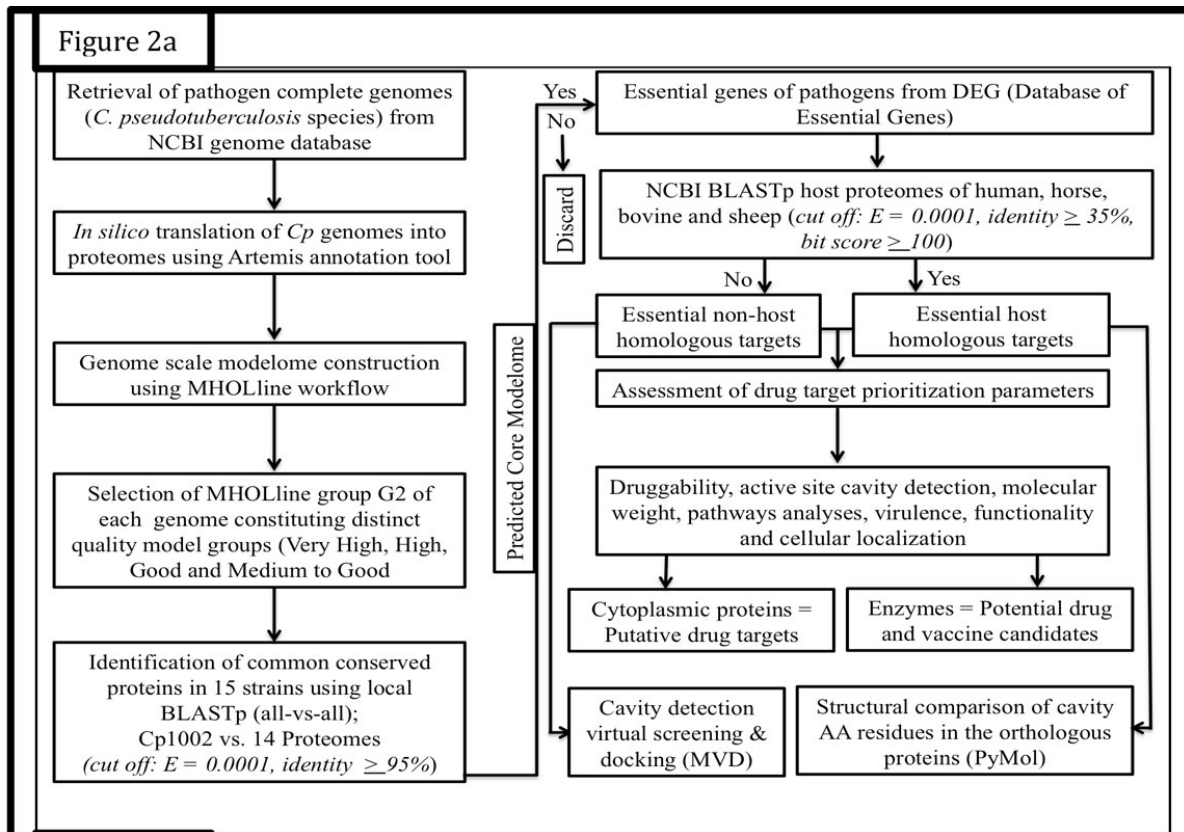 Figure 2a
Retrieval of pathogen complete genomes
(C. pseudotuberculosis species) from
NCBI genome database
In silico translation of Cp genomes into
proteomes using Artemis annotation tool
Genome scale modelome construction
using MHOLline workflow
Selection of MHOLline group G2 of
each genome constituting distinct
quality model groups (Very High, High,
Good and Medium to Good
Identification of common conserved
proteins in 15 strains using local
BLASTp (all-vs-all);
Cp1002 vs. 14 Proteomes
(cut off: E = 0.0001, identity ≥ 95%)
Predicted Core Modelome
Yes
No
Discard
Essential genes of pathogens from DEG (Database of
Essential Genes)
NCBI BLASTp host proteomes of human, horse,
bovine and sheep (cut off: E = 0.0001, identity ≥ 35%,
bit score ≥ 100)
No
Yes
Essential non-host
homologous targets
Essential host
homologous targets
Assessment of drug target prioritization parameters
Druggability, active site cavity detection, molecular
weight, pathways analyses, virulence, functionality
and cellular localization
Cytoplasmic proteins =
Putative drug targets
Enzymes = Potential drug
and vaccine candidates
Cavity detection
virtual screening &
docking (MVD)
Structural comparison of cavity
AA residues in the orthologous
proteins (PyMol)